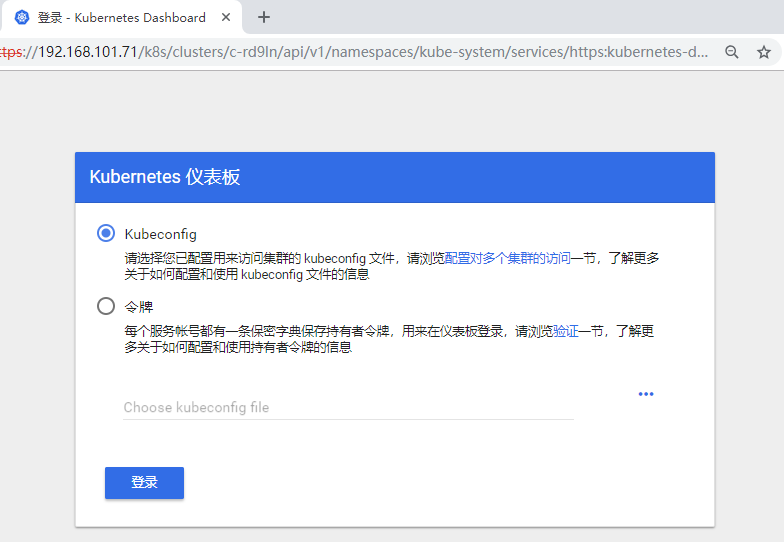 登录 - Kubernetes Dashboard
ttps://192.168.101.71/k8s/clusters/c-rd9ln/api/v1/namespaces/kube-system/services/https:kubernetes-d...
Kubernetes 仪表板
Kubeconfig
请选择您已配置用来访问集群的 kubeconfig 文件，请浏览配置对多个集群的访问一节，了解更多
关于如何配置和使用 kubeconfig 文件的信息
令牌
每个服务帐号都有一条保密字典保存持有者令牌，用来在仪表板登录，请浏览验证一节，了解更
多关于如何配置和使用持有者令牌的信息
Choose kubeconfig file
登录